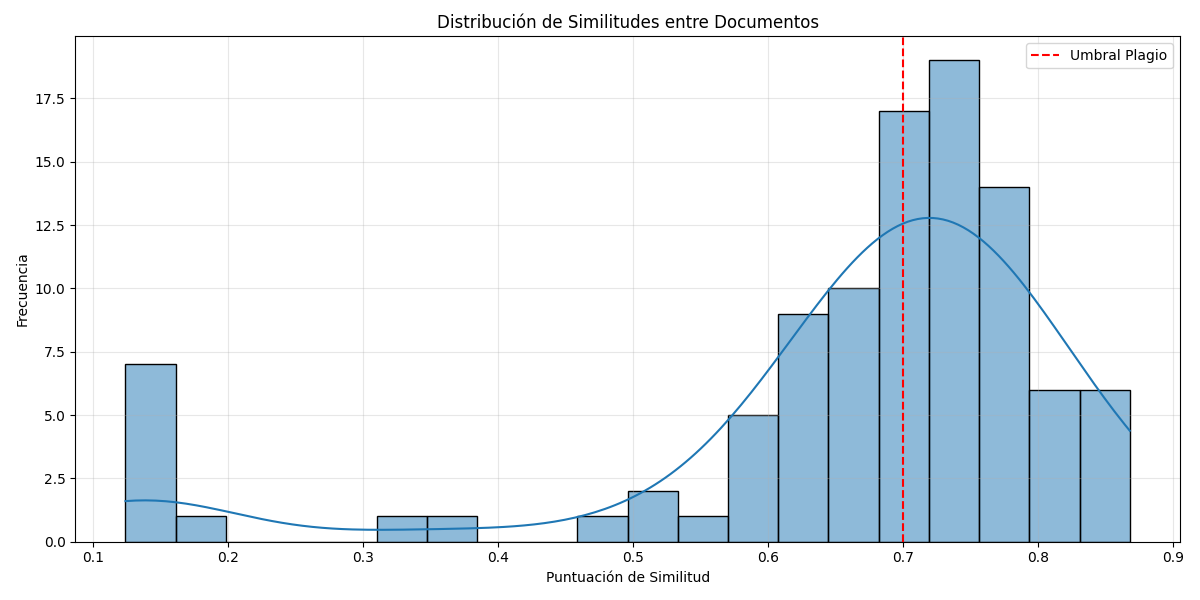 Distribución de Similitudes entre Documentos
Umbral Plagio
Frecuencia
17.5
15.0
12.5
10.0
7.5
5.0
2.5
0.0
0.1 0.2 0.3 0.4 0.5 0.6 0.7 0.8 0.9
Puntuación de Similitud